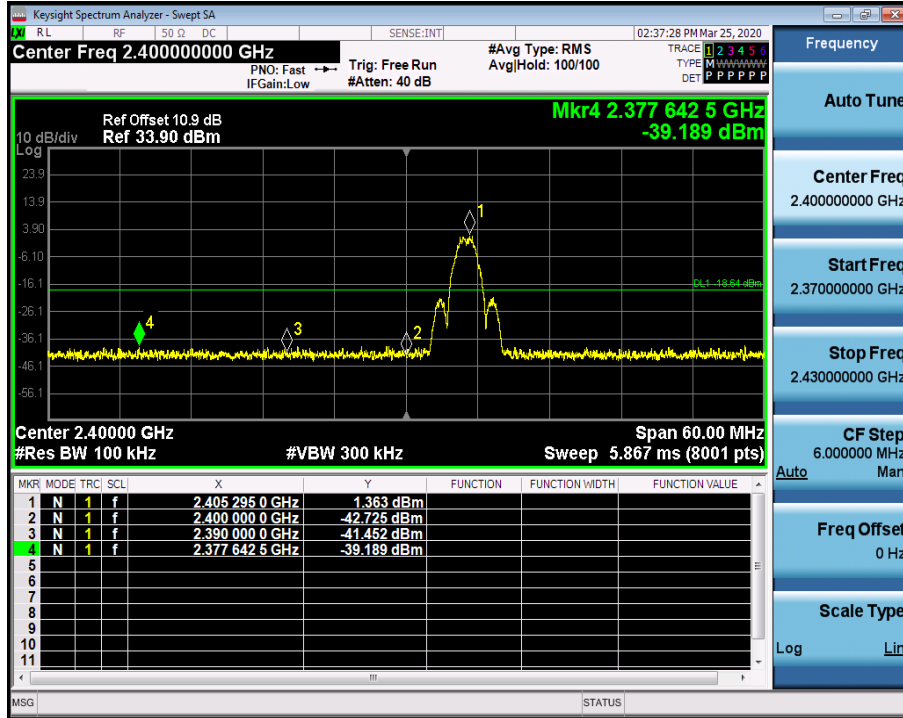 Keysight Spectrum Analyzer - Swept SA
LXI RL RF 50 Ω DC SENSE:INT 02:37:28 PM Mar 25, 2020
Center Freq 2.400000000 GHz
PNO: Fast
IFGain:Low
Trig: Free Run
#Atten: 40 dB
#Avg Type: RMS
Avg|Hold: 100/100
TRACE 1 2 3 4 5 6
TYPE M W W W W W
DET P P P P P P
Mkr4 2.377 642 5 GHz
-39.189 dBm
Ref Offset 10.9 dB
10 dB/div Ref 33.90 dBm
Log
23.9
13.9
3.90
-6.10
-16.1
-26.1
-36.1
-46.1
-56.1
1
DL1 -18.64 dBm
4
3
2
Center 2.40000 GHz Span 60.00 MHz
#Res BW 100 kHz #VBW 300 kHz Sweep 5.867 ms (8001 pts)
MKR MODE TRC SCL X Y FUNCTION FUNCTION WIDTH FUNCTION VALUE
1 N 1 f 2.405 295 0 GHz 1.363 dBm
2 N 1 f 2.400 000 0 GHz -42.725 dBm
3 N 1 f 2.390 000 0 GHz -41.452 dBm
4 N 1 f 2.377 642 5 GHz -39.189 dBm
5
6
7
8
9
10
11
MSG STATUS
Frequency
Auto Tune
Center Freq
2.400000000 GHz
Start Freq
2.370000000 GHz
Stop Freq
2.430000000 GHz
CF Step
6.000000 MHz
Auto Man
Freq Offset
0 Hz
Scale Type
Log Lin